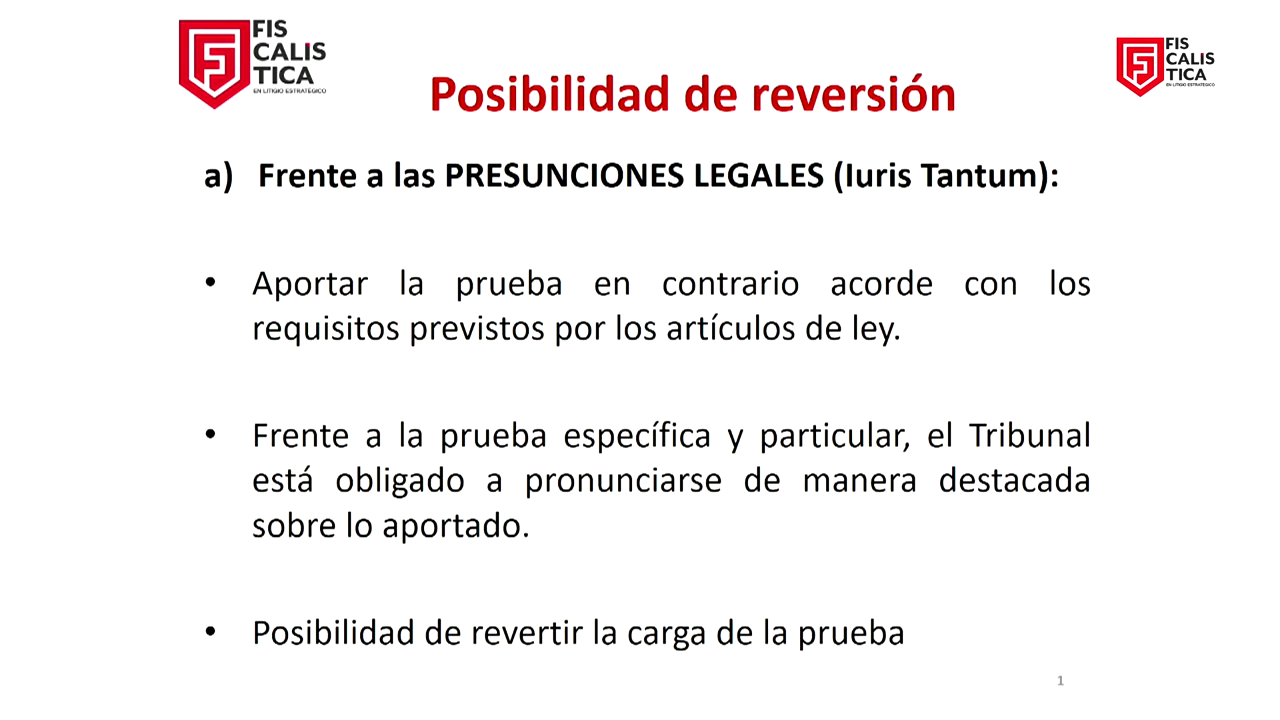 FIS
CALIS
TICA
EN LITIGIO ESTRATÉGICO
FIS
CALIS
TICA
EN LITIGIO ESTRATÉGICO
Posibilidad de reversión
a) Frente a las PRESUNCIONES LEGALES (Iuris Tantum):
• Aportar la prueba en contrario acorde con los
requisitos previstos por los artículos de ley.
• Frente a la prueba específica y particular, el Tribunal
está obligado a pronunciarse de manera destacada
sobre lo aportado.
• Posibilidad de revertir la carga de la prueba
1